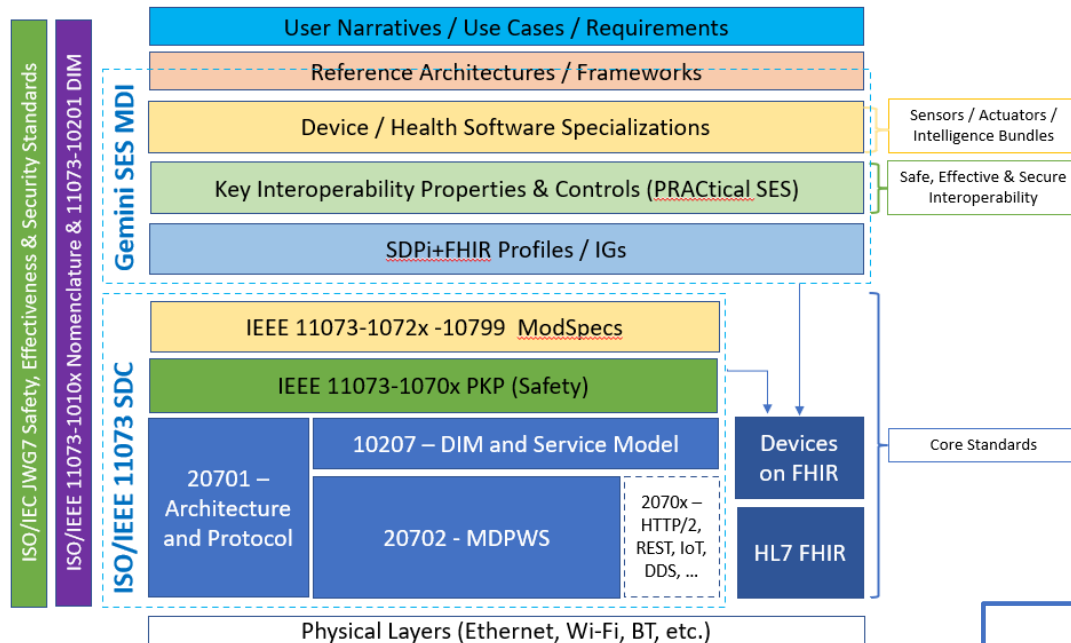 ISO/IEC JWG7 Safety, Effectiveness & Security Standards
ISO/IEEE 11073-1010x Nomenclature & 11073-10201 DIM
User Narratives / Use Cases / Requirements
Gemini SES MDI
Reference Architectures / Frameworks
Device / Health Software Specializations
Sensors / Actuators /
Intelligence Bundles
Key Interoperability Properties & Controls (PRACtical SES)
Safe, Effective & Secure
Interoperability
SDPi+FHIR Profiles / IGs
ISO/IEEE 11073 SDC
IEEE 11073-1072x -10799 ModSpecs
IEEE 11073-1070x PKP (Safety)
20701 –
Architecture
and Protocol
10207 – DIM and Service Model
20702 - MDPWS
2070x –
HTTP/2,
REST, IoT,
DDS, ...
Devices
on FHIR
HL7 FHIR
Core Standards
Physical Layers (Ethernet, Wi-Fi, BT, etc.)